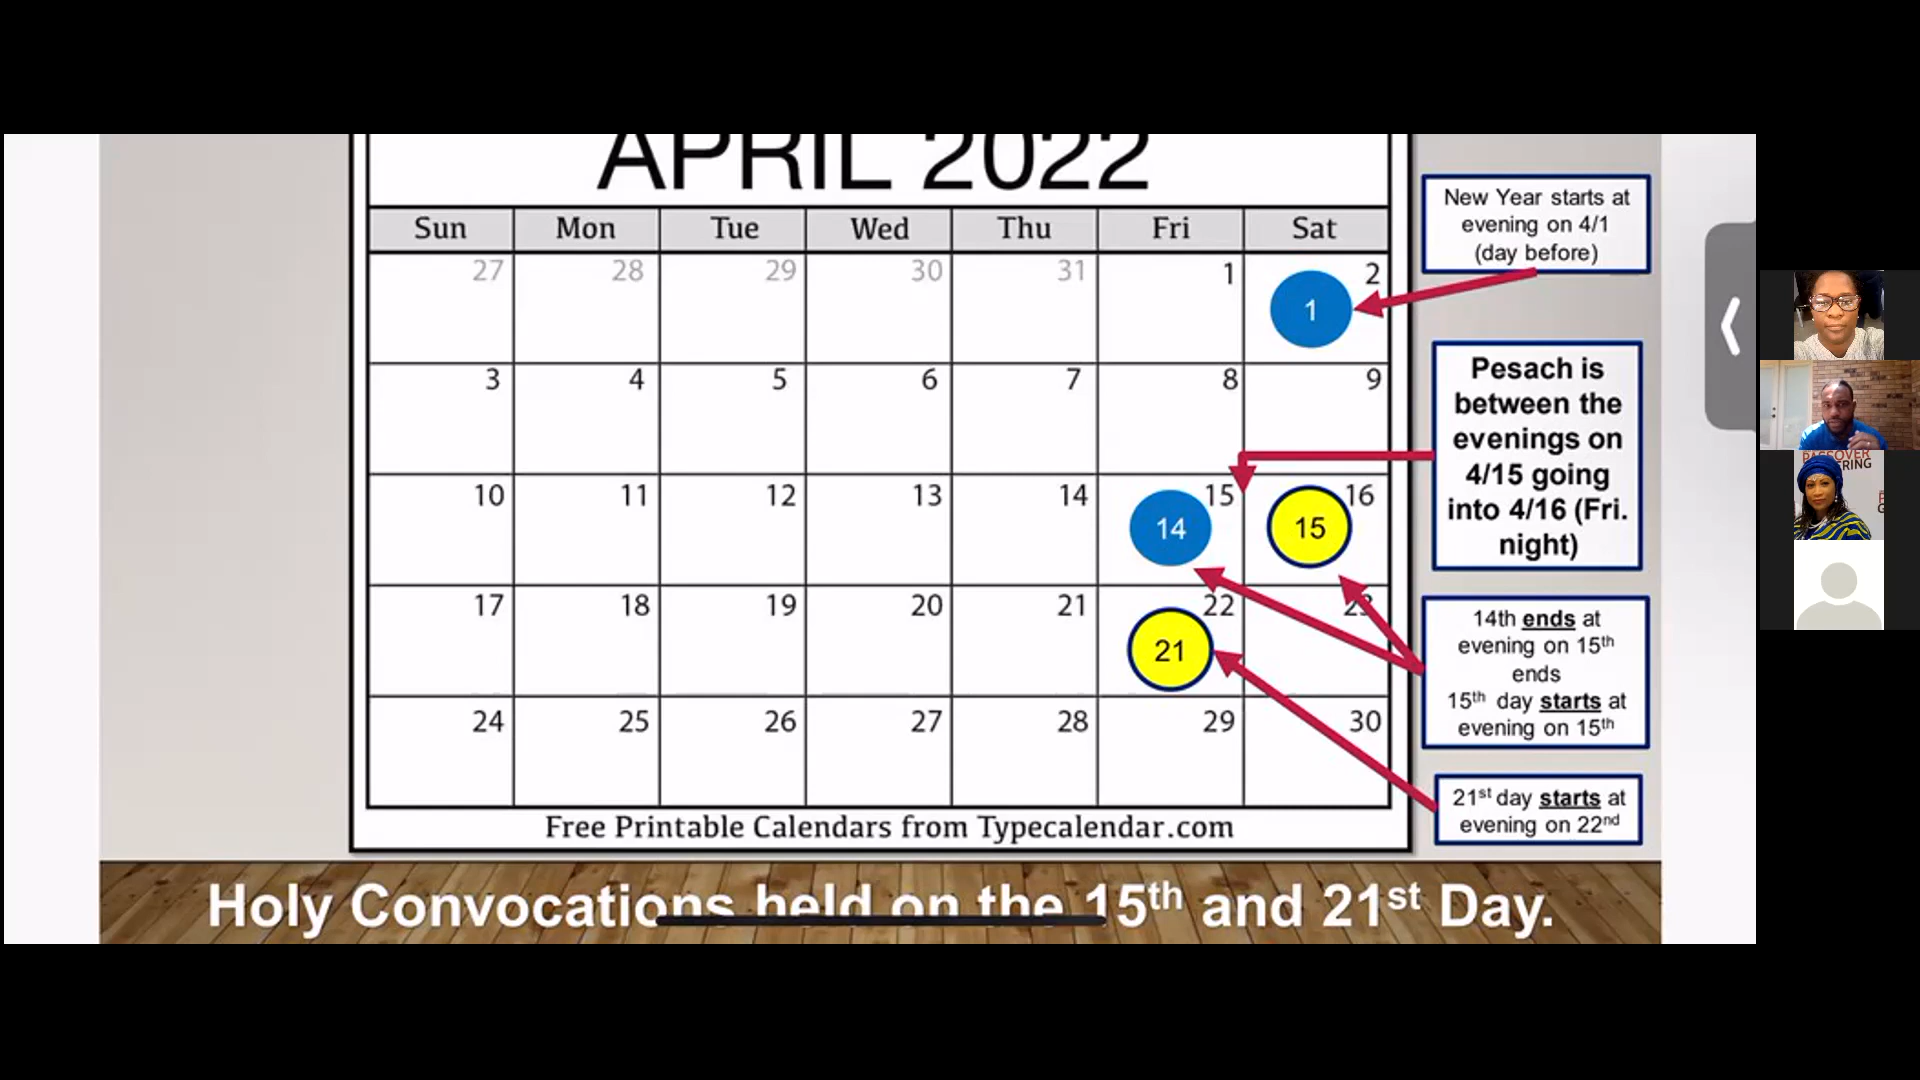 APRIL 2022
Sun Mon Tue Wed Thu Fri Sat
27 28 29 30 31 1 2
1
3 4 5 6 7 8 9
10 11 12 13 14 15 16
14 15
17 18 19 20 21 22 23
21
24 25 26 27 28 29 30
Free Printable Calendars from Typecalendar.com
New Year starts at
evening on 4/1
(day before)
Pesach is
between the
evenings on
4/15 going
into 4/16 (Fri.
night)
14th ends at
evening on 15th
ends
15th day starts at
evening on 15th
21st day starts at
evening on 22nd
Holy Convocations held on the 15th and 21st Day.
PASSOVER